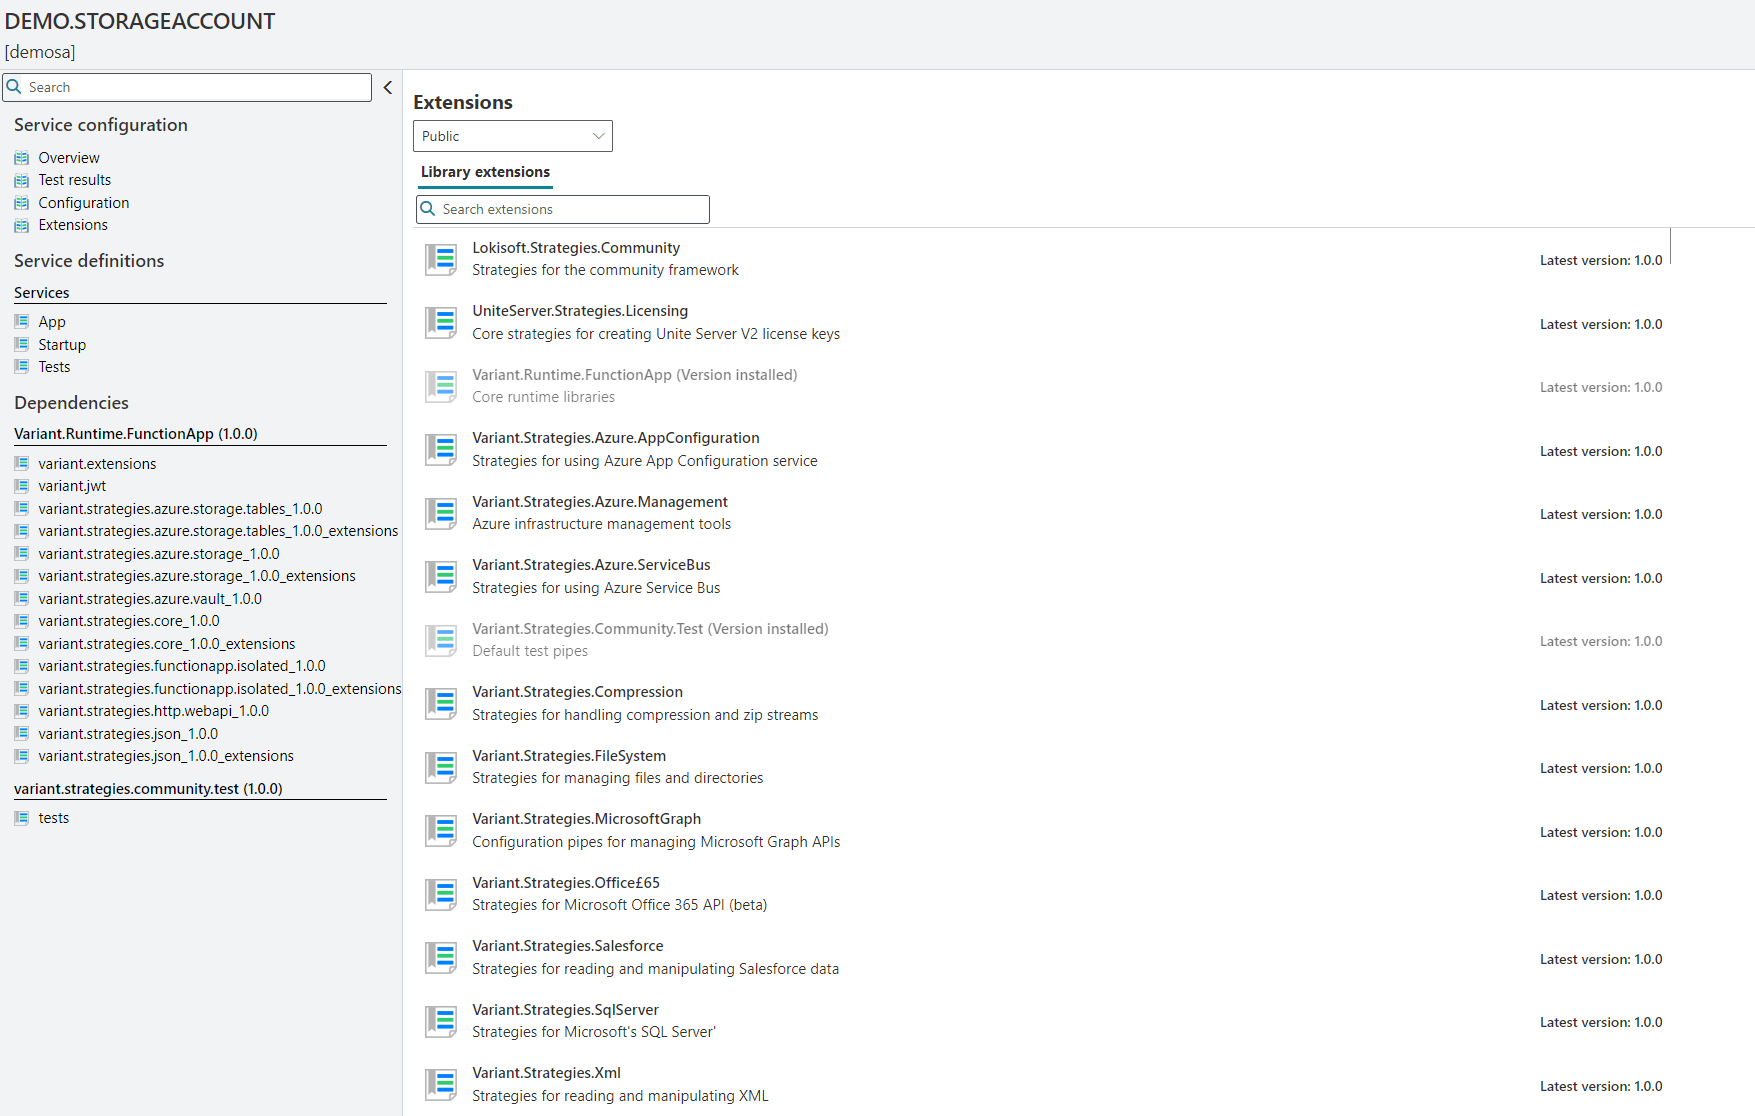 DEMO.STORAGEACCOUNT
[demosa]
Search
Service configuration
Overview
Test results
Configuration
Extensions
Service definitions
Services
App
Startup
Tests
Dependencies
Variant.Runtime.FunctionApp (1.0.0)
variant.extensions
variant.jwt
variant.strategies.azure.storage.tables_1.0.0
variant.strategies.azure.storage.tables_1.0.0_extensions
variant.strategies.azure.storage_1.0.0
variant.strategies.azure.storage_1.0.0_extensions
variant.strategies.azure.vault_1.0.0
variant.strategies.core_1.0.0
variant.strategies.core_1.0.0_extensions
variant.strategies.functionapp.isolated_1.0.0
variant.strategies.functionapp.isolated_1.0.0_extensions
variant.strategies.http.webapi_1.0.0
variant.strategies.json_1.0.0
variant.strategies.json_1.0.0_extensions
variant.strategies.community.test (1.0.0)
tests
Extensions
Public
Library extensions
Search extensions
Lokisoft.Strategies.Community
Strategies for the community framework
Latest version: 1.0.0
UniteServer.Strategies.Licensing
Core strategies for creating Unite Server V2 license keys
Latest version: 1.0.0
Variant.Runtime.FunctionApp (Version installed)
Core runtime libraries
Latest version: 1.0.0
Variant.Strategies.Azure.AppConfiguration
Strategies for using Azure App Configuration service
Latest version: 1.0.0
Variant.Strategies.Azure.Management
Azure infrastructure management tools
Latest version: 1.0.0
Variant.Strategies.Azure.ServiceBus
Strategies for using Azure Service Bus
Latest version: 1.0.0
Variant.Strategies.Community.Test (Version installed)
Default test pipes
Latest version: 1.0.0
Variant.Strategies.Compression
Strategies for handling compression and zip streams
Latest version: 1.0.0
Variant.Strategies.FileSystem
Strategies for managing files and directories
Latest version: 1.0.0
Variant.Strategies.MicrosoftGraph
Configuration pipes for managing Microsoft Graph APIs
Latest version: 1.0.0
Variant.Strategies.Office£65
Strategies for Microsoft Office 365 API (beta)
Latest version: 1.0.0
Variant.Strategies.Salesforce
Strategies for reading and manipulating Salesforce data
Latest version: 1.0.0
Variant.Strategies.SqlServer
Strategies for Microsoft's SQL Server'
Latest version: 1.0.0
Variant.Strategies.Xml
Strategies for reading and manipulating XML
Latest version: 1.0.0